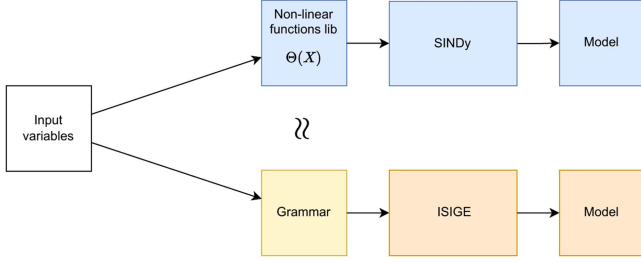 Non-linear
functions lib
Θ(X)
SINDy
Model
Input
variables
≈
Grammar
ISIGE
Model